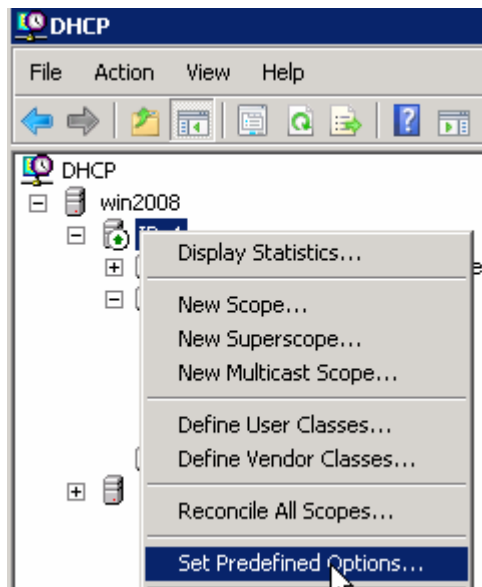 DHCP
File Action View Help
DHCP
win2008
Display Statistics...
New Scope...
New Superscope...
New Multicast Scope...
Define User Classes...
Define Vendor Classes...
Reconcile All Scopes...
Set Predefined Options...